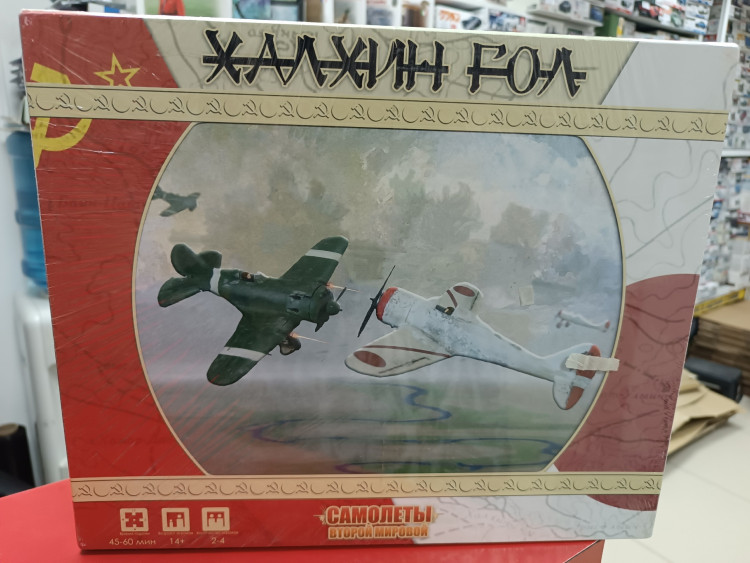 ХАЛХИН ГОЛ
САМОЛЕТЫ
ВТОРОЙ МИРОВОЙ
45-60 МИН
14+
2-4